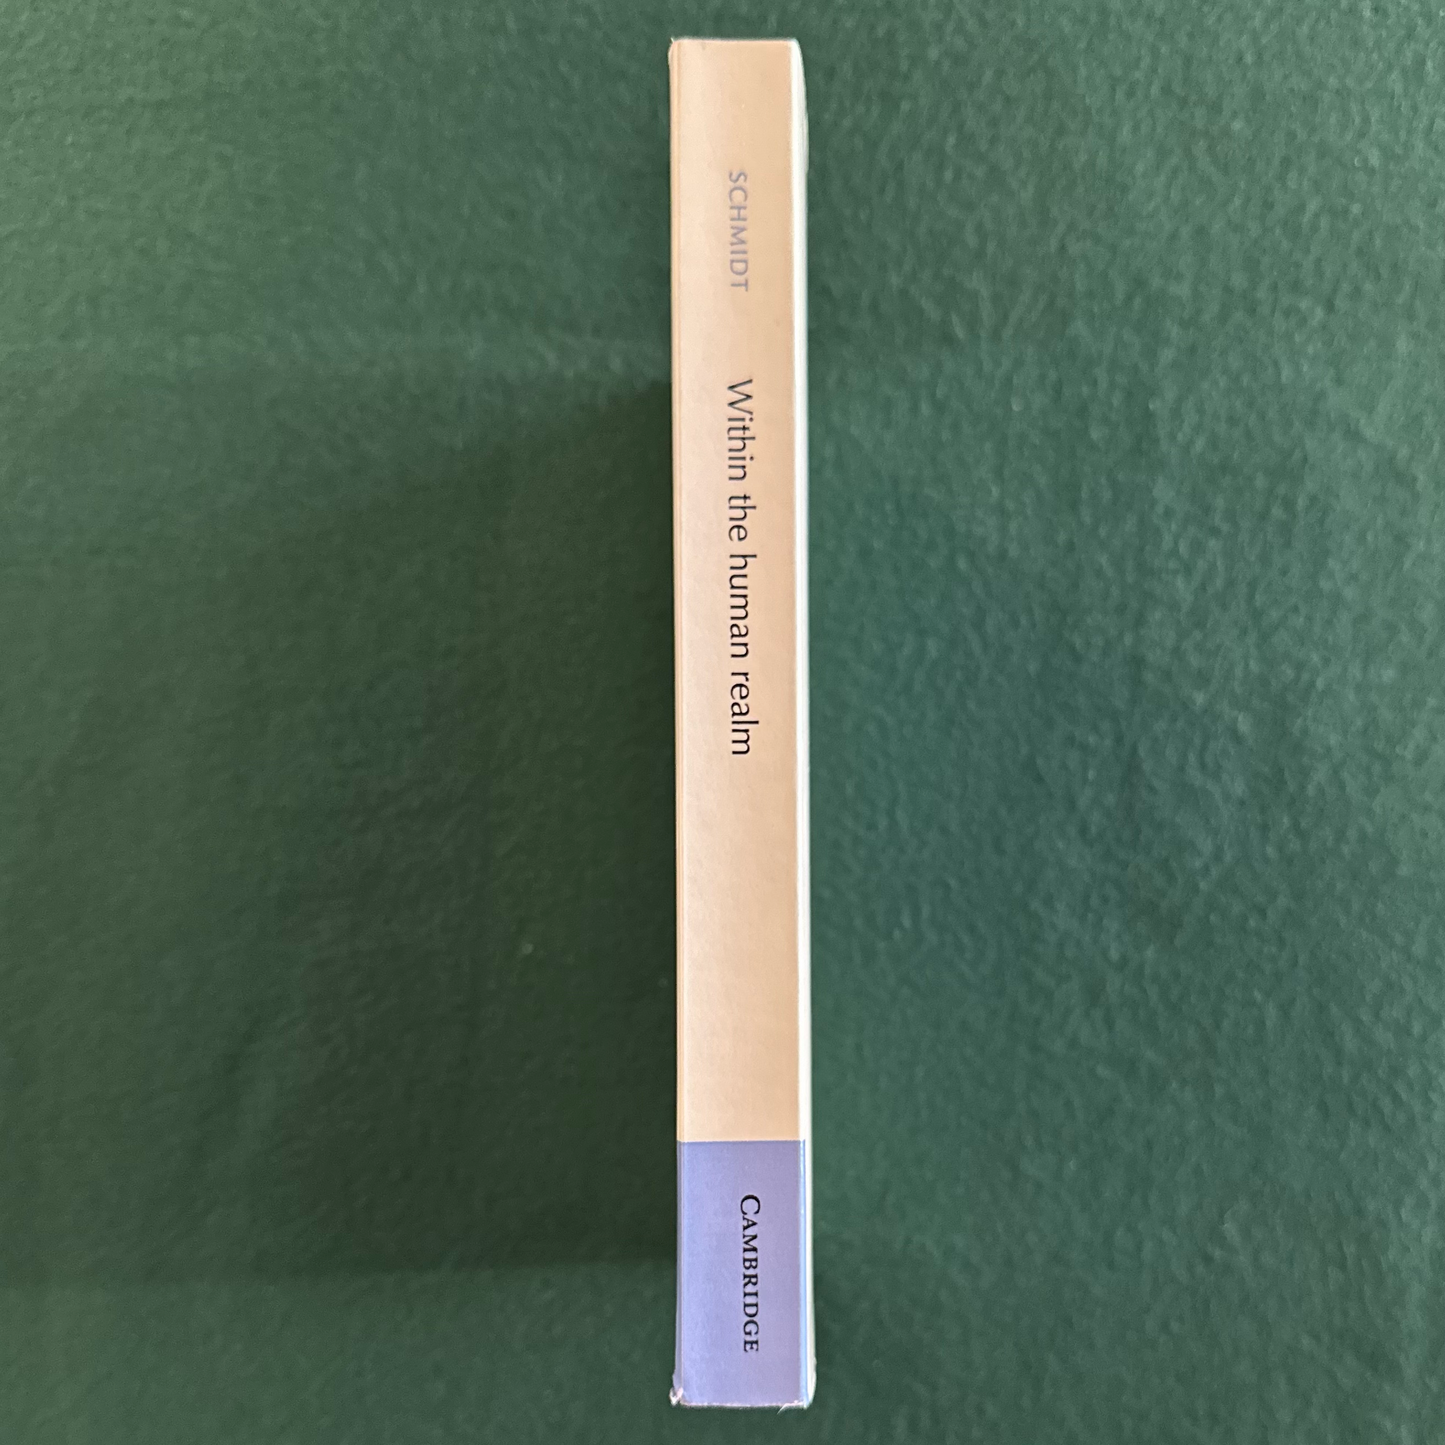 SCHMIDT
Within the human realm
CAMBRIDGE